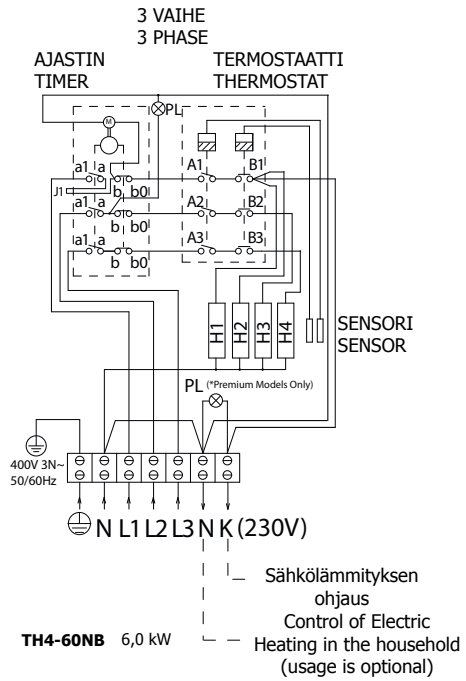 3 VAIHE
3 PHASE
AJASTIN
TIMER
TERMOSTAATTI
THERMOSTAT
PL
M
a1 a
J1
b b0
A1
B1
a1 a
b b0
A2
B2
a1 a
b b0
A3
B3
H1
H2
H3
H4
SENSORI
SENSOR
PL (*Premium Models Only)
400V 3N~
50/60Hz
N L1 L2 L3 N K (230V)
Sähkölämmityksen
ohjaus
Control of Electric
Heating in the household
(usage is optional)
TH4-60NB 6,0 kW